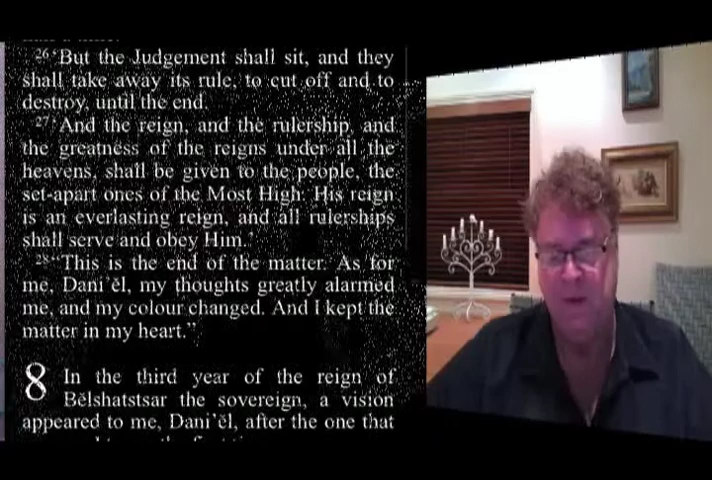 26“But the Judgement shall sit, and they
shall take away its rule, to cut off and to
destroy, until the end.
27‘And the reign, and the rulership, and
the greatness of the reigns under all the
heavens, shall be given to the people, the
set-apart ones of the Most High. His reign
is an everlasting reign, and all rulerships
shall serve and obey Him.’
28“This is the end of the matter. As for
me, Dani’ĕl, my thoughts greatly alarmed
me, and my colour changed. And I kept the
matter in my heart.”
8 In the third year of the reign of
Bĕlshatstsar the sovereign, a vision
appeared to me, Dani’ĕl, after the one that